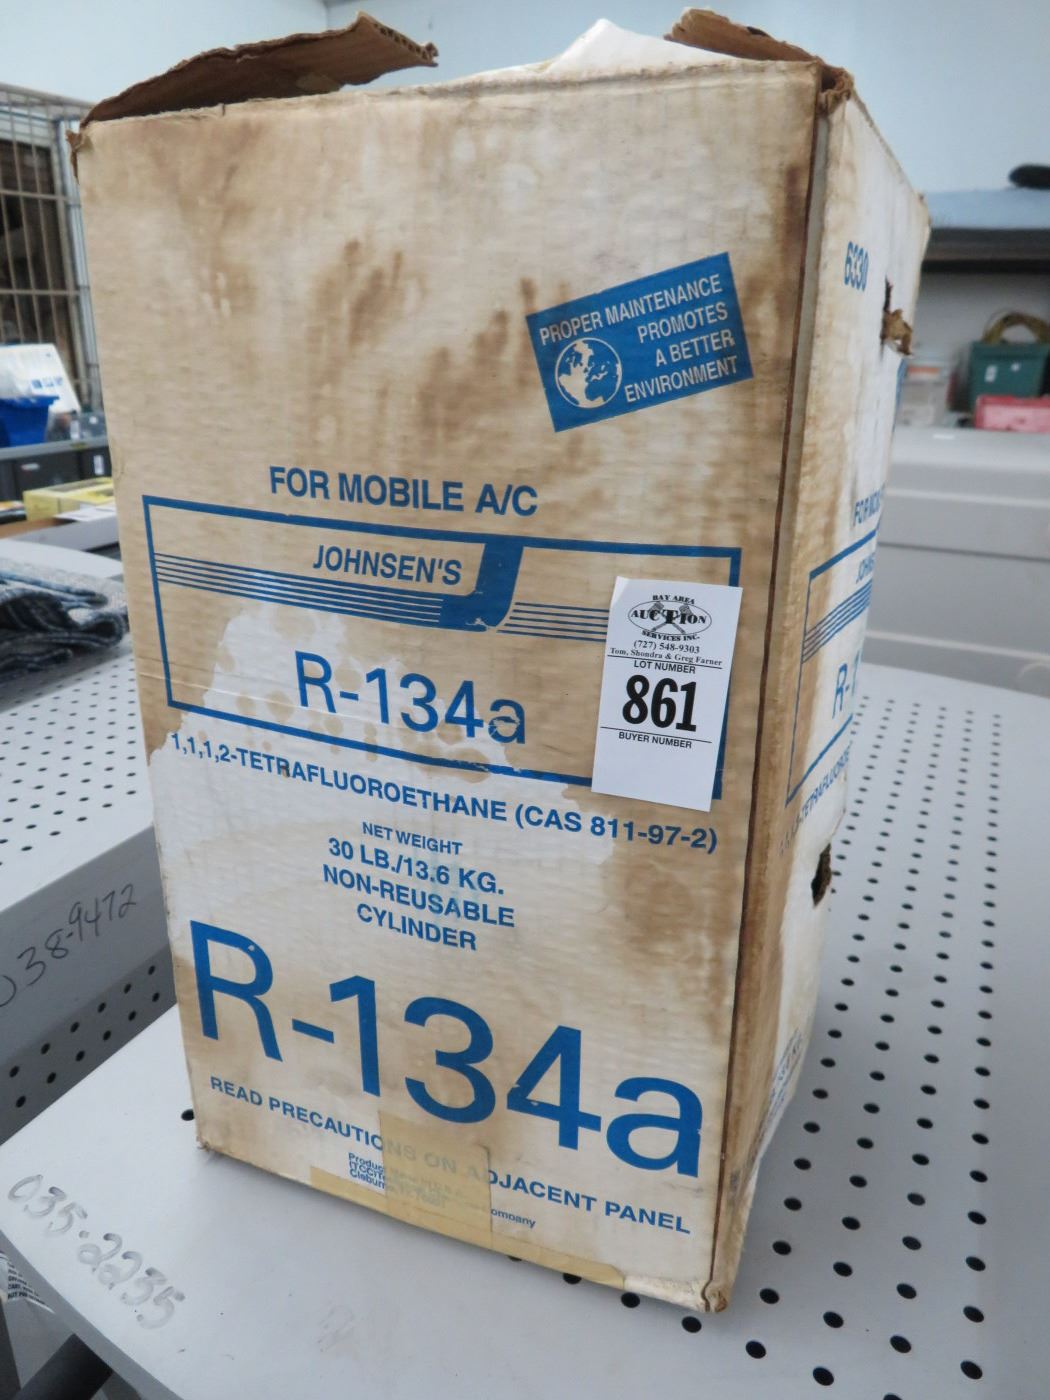 PROPER MAINTENANCE
PROMOTES
A BETTER
ENVIRONMENT
6330
FOR MOBILE A/C
JOHNSEN'S
R-134a
1,1,1,2-TETRAFLUOROETHANE (CAS 811-97-2)
NET WEIGHT
30 LB./13.6 KG.
NON-REUSABLE
CYLINDER
R-134a
READ PRECAUTIONS ON ADJACENT PANEL
BAY AREA
AUCTION
SERVICES INC.
(727) 548-9303
Tom, Shondra & Greg Farner
LOT NUMBER
861
BUYER NUMBER
038-9472
035-2235